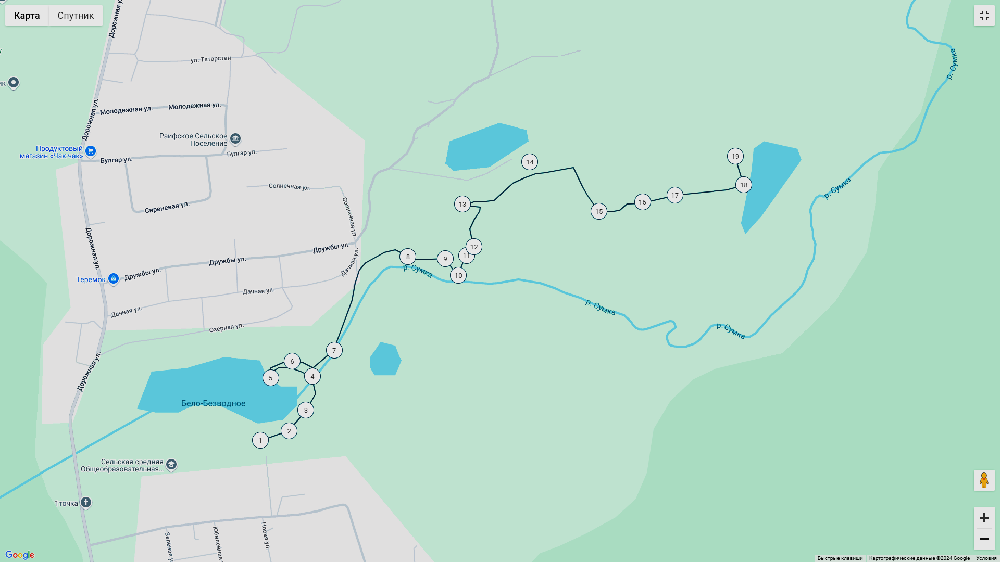 Карта
Спутник
Дорожная ул.
ул. Татарстан
р. Сумка
ик
Молодежная ул.
Молодежная ул.
Дорожная ул.
Раифское Сельское
Поселение
Продуктовый
магазин «Чак-чак»
Булгар ул.
Булгар ул.
14
19
Солнечная ул.
18
р. Сумка
17
16
13
Сиреневая ул.
Солнечная ул.
15
Дорожная ул.
Дружбы ул.
12
11
8
9
Дружбы ул.
Дачная ул.
р. Сумка
10
Дружбы ул.
Теремок
Дачная ул.
р. Сумка
Дачная ул.
Озерная ул.
р. Сумка
7
6
Дорожная ул.
5
4
Бело-Безводное
3
2
1
Сельская средняя
Общеобразовательная...
1точка
Зелёная у
Юбилейная
Новая ул.
Google
Быстрые клавиши
Картографические данные ©2024 Google
Условия